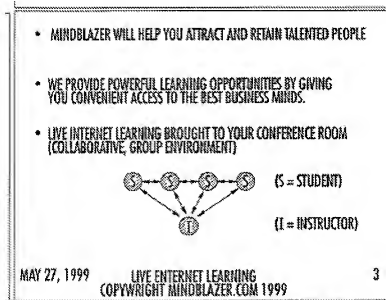 • MINDBLAZER WILL HELP YOU ATTRACT AND RETAIN TALENTED PEOPLE
• WE PROVIDE POWERFUL LEARNING OPPORTUNITIES BY GIVING
YOU CONVENIENT ACCESS TO THE BEST BUSINESS MINDS.
• LIVE INTERNET LEARNING BROUGHT TO YOUR CONFERENCE ROOM
(COLLABORATIVE, GROUP ENVIRONMENT)
S S S S (S = STUDENT)
I (I = INSTRUCTOR)
MAY 27, 1999 LIVE ENTERNET LEARNING 3
COPYWRIGHT MINDBLAZER.COM 1999